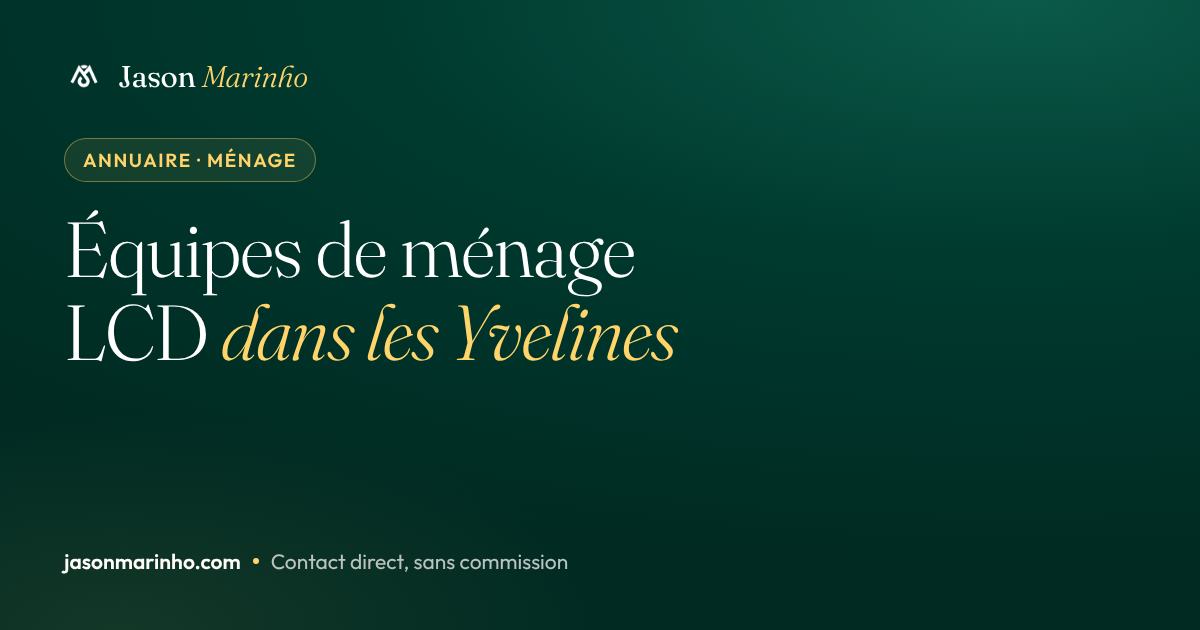 Jason Marinho
ANNUAIRE · MÉNAGE
Équipes de ménage
LCD dans les Yvelines
jasonmarinho.com • Contact direct, sans commission